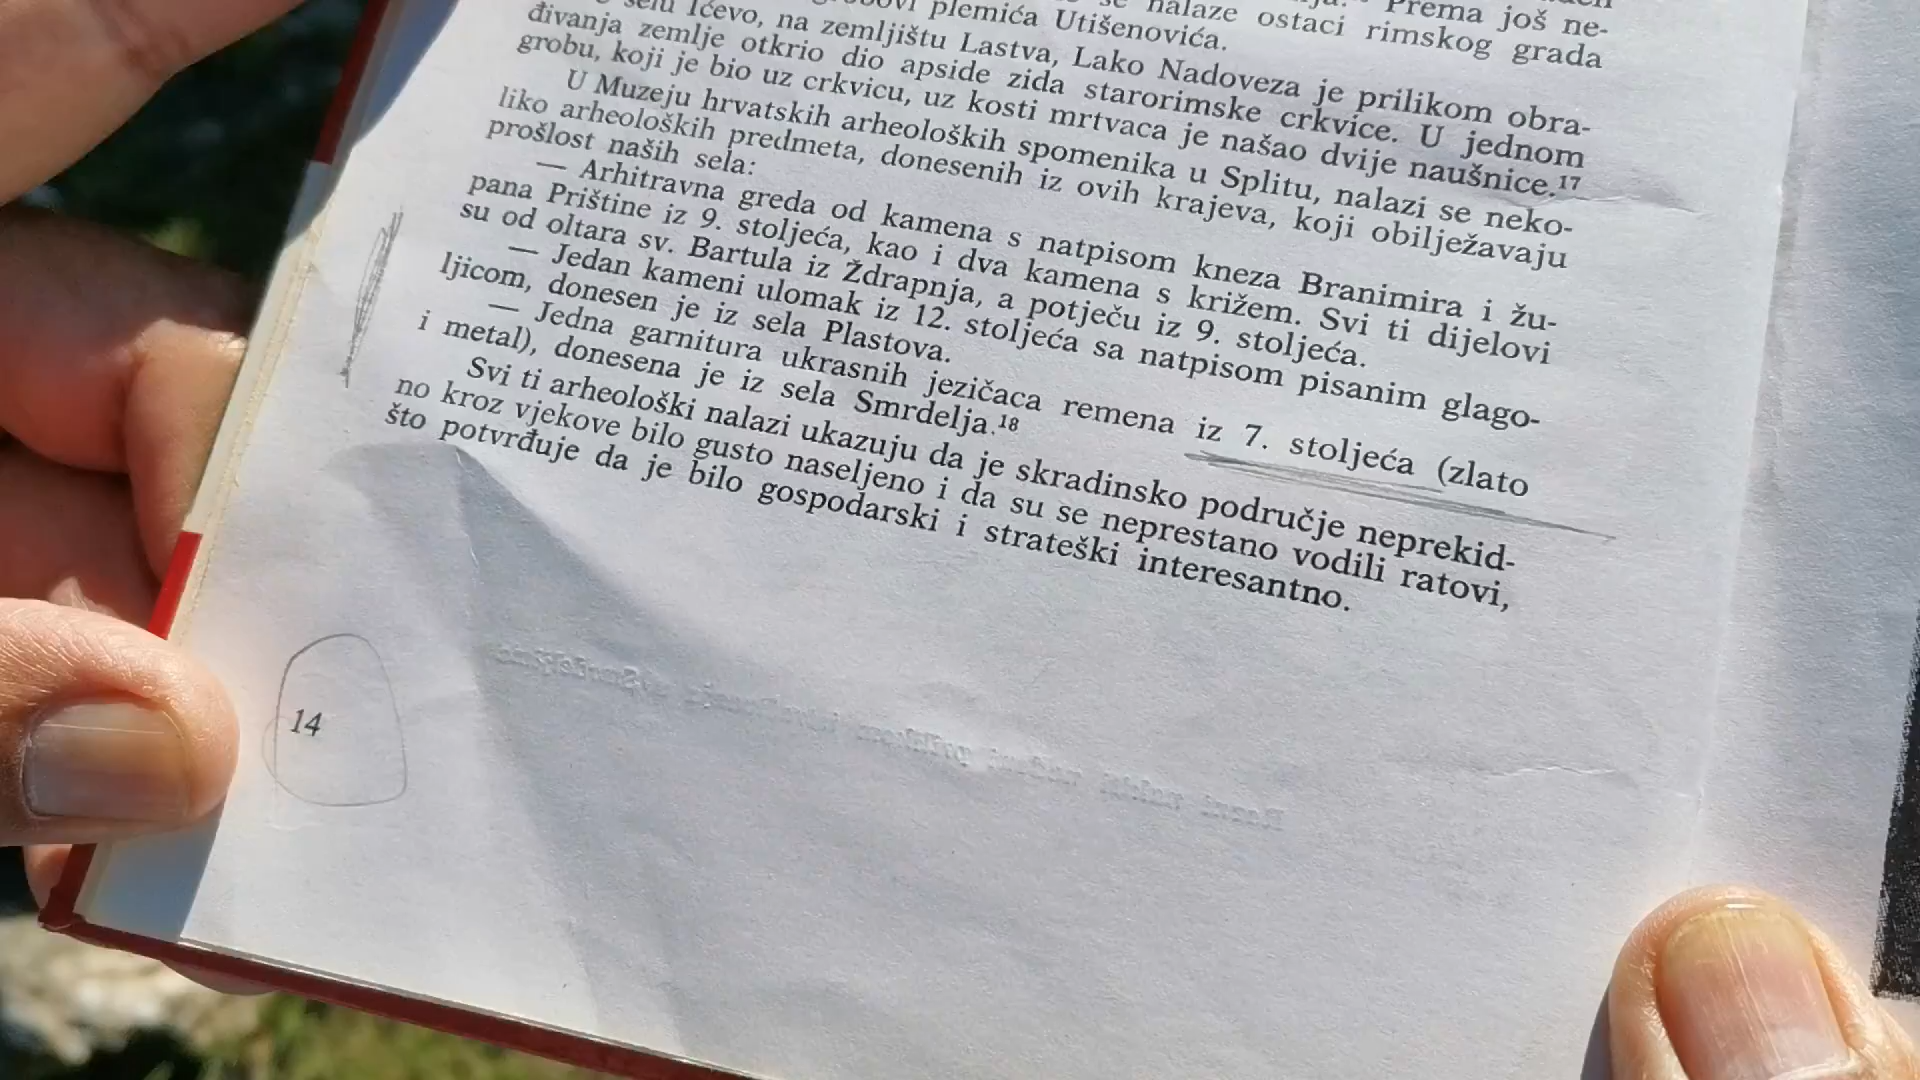 nalaze ostaci rimskog grada
selu Ićevo, na zemljištu Lastva, Lako Nadoveza je prilikom obra-
đivanja zemlje otkrio dio apside zida starorimske crkvice. U jednom
grobu, koji je bio uz crkvicu, uz kosti mrtvaca je našao dvije naušnice.17
U Muzeju hrvatskih arheoloških spomenika u Splitu, nalazi se neko-
liko arheoloških predmeta, donesenih iz ovih krajeva, koji obilježavaju
prošlost naših sela:
— Arhitravna greda od kamena s natpisom kneza Branimira i žu-
pana Prištine iz 9. stoljeća, kao i dva kamena s križem. Svi ti dijelovi
su od oltara sv. Bartula iz Ždrapnja, a potječu iz 9. stoljeća.
— Jedan kameni ulomak iz 12. stoljeća sa natpisom pisanim glago-
ljicom, donesen je iz sela Plastova.
— Jedna garnitura ukrasnih jezičaca remena iz 7. stoljeća (zlato
i metal), donesena je iz sela Smrdelja.18
Svi ti arheološki nalazi ukazuju da je skradinsko područje neprekid-
no kroz vjekove bilo gusto naseljeno i da su se neprestano vodili ratovi,
što potvrđuje da je bilo gospodarski i strateški interesantno.
14